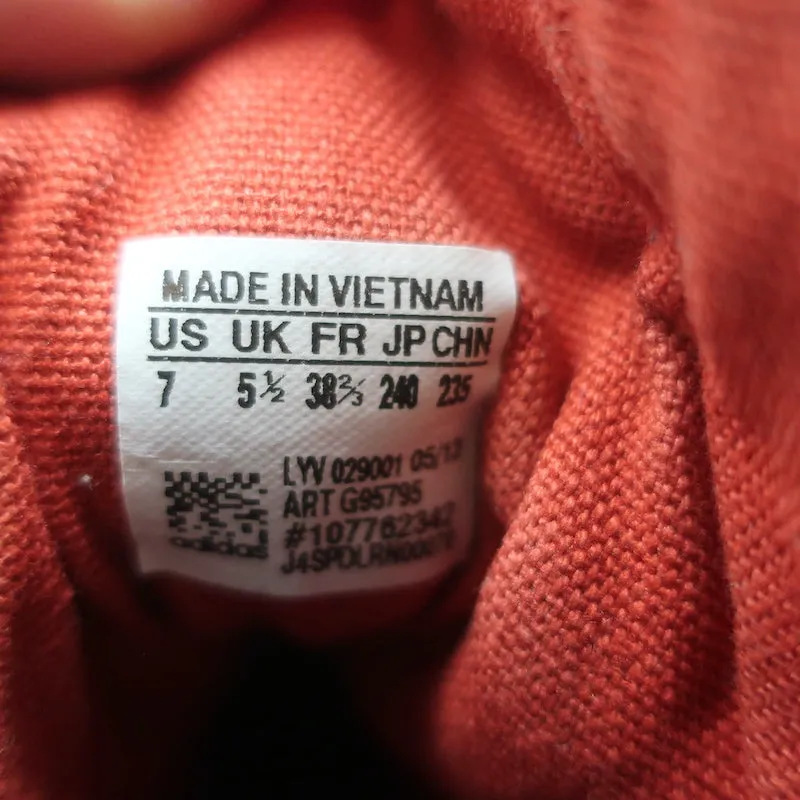 MADE IN VIETNAM
US UK FR JP CHN
7 5½ 38⅔ 240 235
LYV 029001 05/13
ART G95795
#107762342
adidas